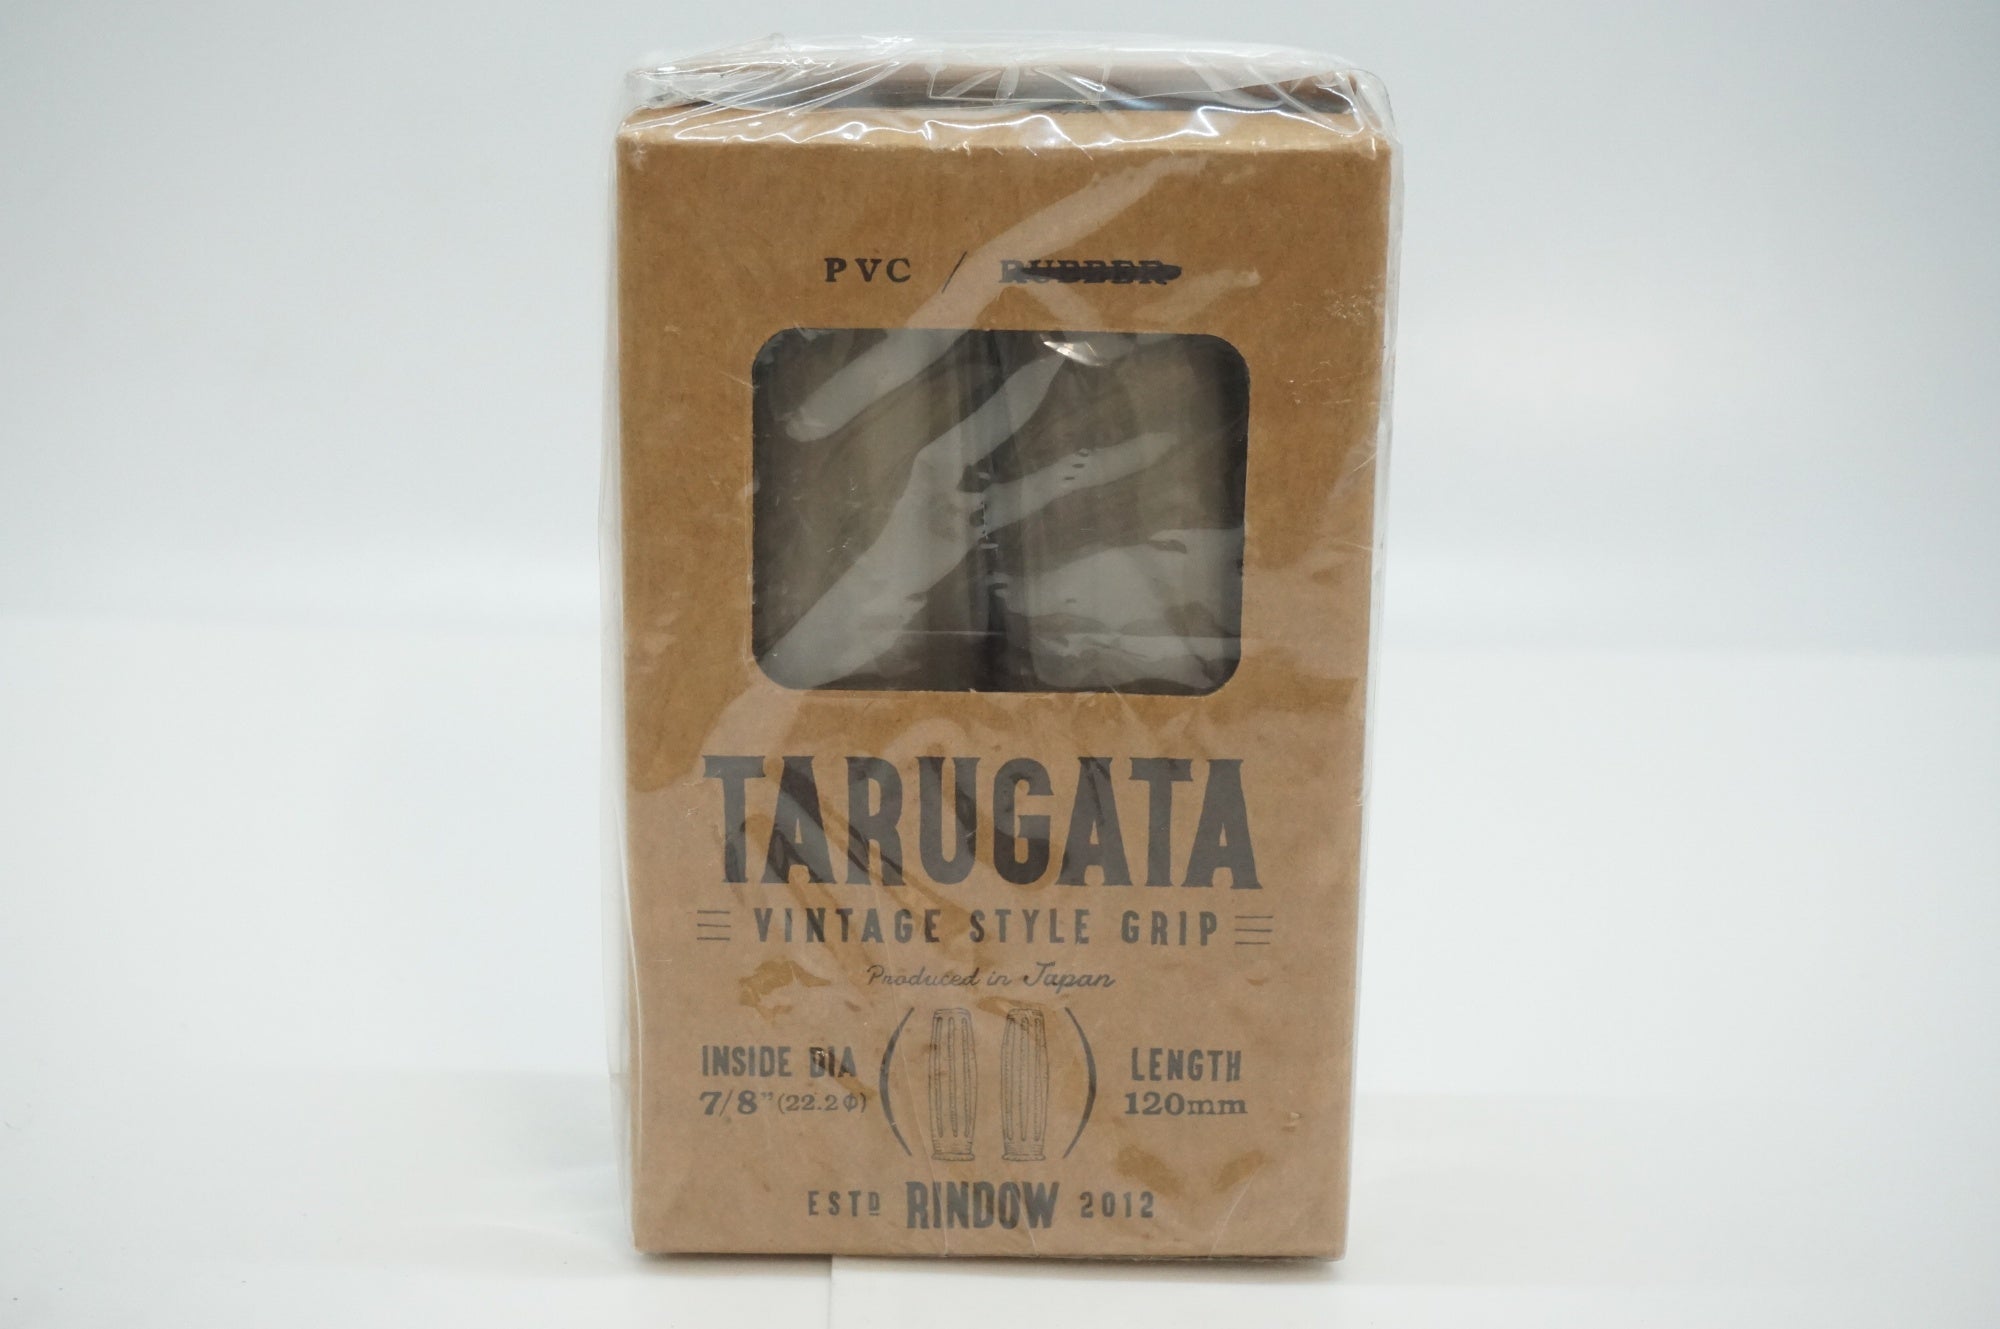 PVC / RUBBER
TARUGATA
VINTAGE STYLE GRIP
Produced in Japan
INSIDE DIA
7/8" (22.2Φ)
LENGTH
120mm
ESTD RINDOW 2012